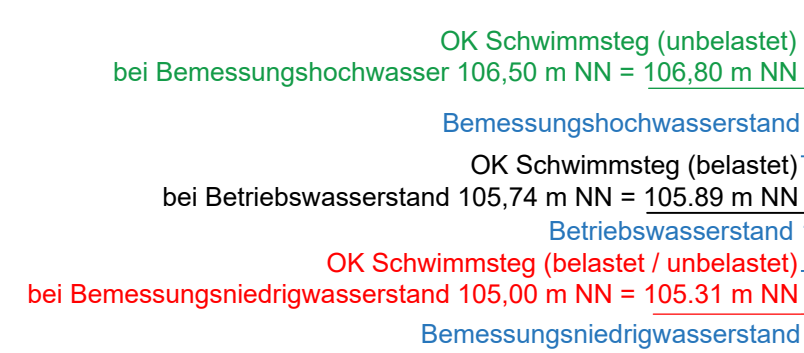 OK Schwimmsteg (unbelastet)
bei Bemessungshochwasser 106,50 m NN = 106,80 m NN
Bemessungshochwasserstand
OK Schwimmsteg (belastet)
bei Betriebswasserstand 105,74 m NN = 105.89 m NN
Betriebswasserstand
OK Schwimmsteg (belastet / unbelastet)
bei Bemessungsniedrigwasserstand 105,00 m NN = 105.31 m NN
Bemessungsniedrigwasserstand